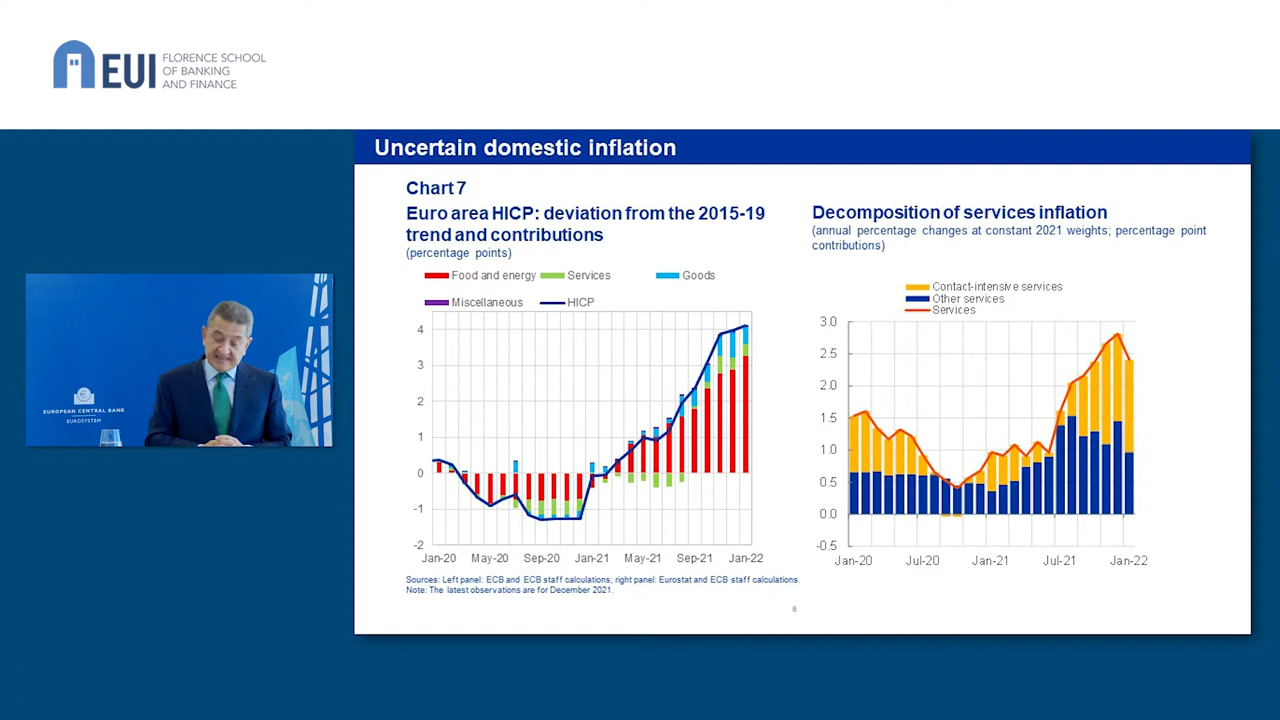 EUI
FLORENCE SCHOOL
OF BANKING
AND FINANCE
EUROPEAN CENTRAL BANK
EUROSYSTEM
Uncertain domestic inflation
Chart 7
Euro area HICP: deviation from the 2015-19
trend and contributions
(percentage points)
Food and energy Services Goods
Miscellaneous HICP
4
3
2
1
0
-1
-2
Jan-20 May-20 Sep-20 Jan-21 May-21 Sep-21 Jan-22
Decomposition of services inflation
(annual percentage changes at constant 2021 weights; percentage point
contributions)
Contact-intensive services
Other services
Services
3.0
2.5
2.0
1.5
1.0
0.5
0.0
-0.5
Jan-20 Jul-20 Jan-21 Jul-21 Jan-22
Sources: Left panel: ECB and ECB staff calculations; right panel: Eurostat and ECB staff calculations.
Note: The latest observations are for December 2021.
8